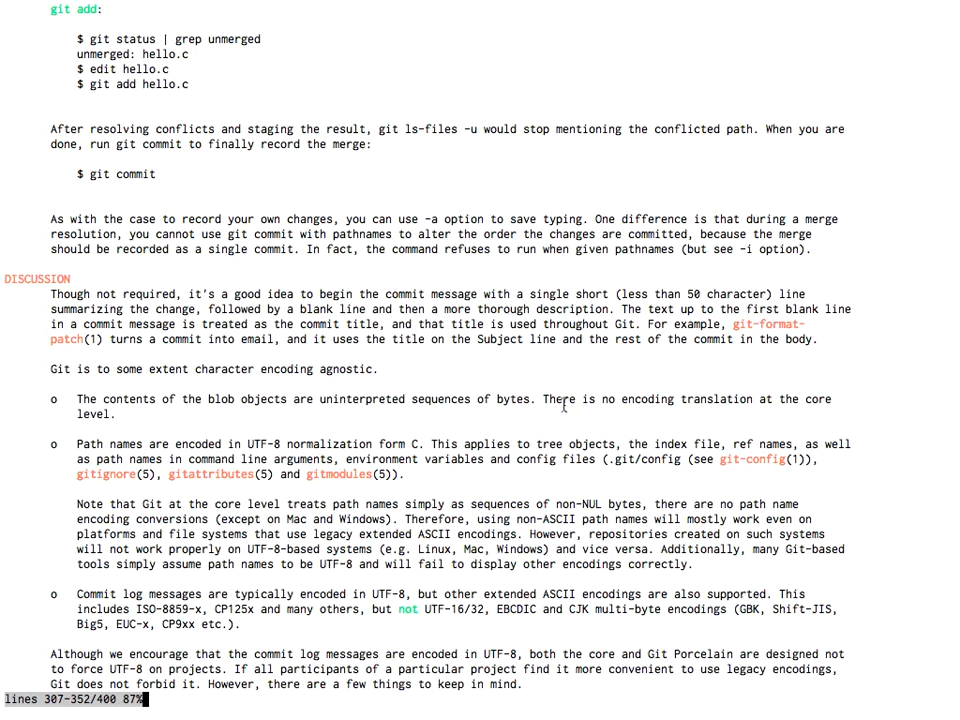 git add:
$ git status | grep unmerged
unmerged: hello.c
$ edit hello.c
$ git add hello.c
After resolving conflicts and staging the result, git ls-files -u would stop mentioning the conflicted path. When you are
done, run git commit to finally record the merge:
$ git commit
As with the case to record your own changes, you can use -a option to save typing. One difference is that during a merge
resolution, you cannot use git commit with pathnames to alter the order the changes are committed, because the merge
should be recorded as a single commit. In fact, the command refuses to run when given pathnames (but see -i option).
DISCUSSION
Though not required, it's a good idea to begin the commit message with a single short (less than 50 character) line
summarizing the change, followed by a blank line and then a more thorough description. The text up to the first blank line
in a commit message is treated as the commit title, and that title is used throughout Git. For example, git-format-
patch(1) turns a commit into email, and it uses the title on the Subject line and the rest of the commit in the body.
Git is to some extent character encoding agnostic.
o The contents of the blob objects are uninterpreted sequences of bytes. There is no encoding translation at the core
level.
o Path names are encoded in UTF-8 normalization form C. This applies to tree objects, the index file, ref names, as well
as path names in command line arguments, environment variables and config files (.git/config (see git-config(1)),
gitignore(5), gitattributes(5) and gitmodules(5)).
Note that Git at the core level treats path names simply as sequences of non-NUL bytes, there are no path name
encoding conversions (except on Mac and Windows). Therefore, using non-ASCII path names will mostly work even on
platforms and file systems that use legacy extended ASCII encodings. However, repositories created on such systems
will not work properly on UTF-8-based systems (e.g. Linux, Mac, Windows) and vice versa. Additionally, many Git-based
tools simply assume path names to be UTF-8 and will fail to display other encodings correctly.
o Commit log messages are typically encoded in UTF-8, but other extended ASCII encodings are also supported. This
includes ISO-8859-x, CP125x and many others, but not UTF-16/32, EBCDIC and CJK multi-byte encodings (GBK, Shift-JIS,
Big5, EUC-x, CP9xx etc.).
Although we encourage that the commit log messages are encoded in UTF-8, both the core and Git Porcelain are designed not
to force UTF-8 on projects. If all participants of a particular project find it more convenient to use legacy encodings,
Git does not forbid it. However, there are a few things to keep in mind.
lines 307-352/400 87%